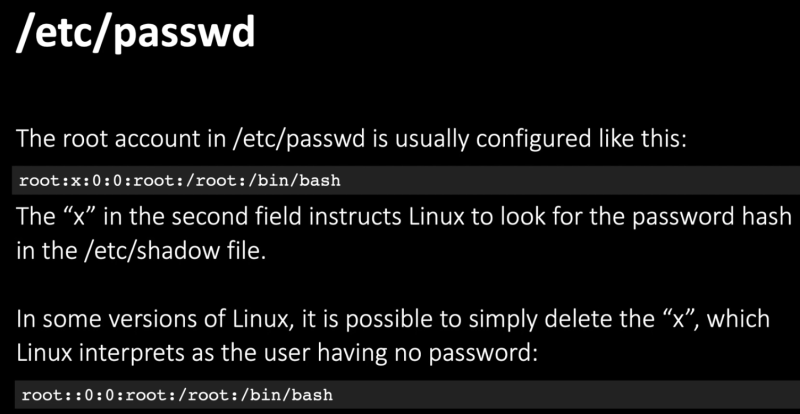 /etc/passwd
The root account in /etc/passwd is usually configured like this:
root:x:0:0:root:/root:/bin/bash
The “x” in the second field instructs Linux to look for the password hash
in the /etc/shadow file.
In some versions of Linux, it is possible to simply delete the “x”, which
Linux interprets as the user having no password:
root::0:0:root:/root:/bin/bash